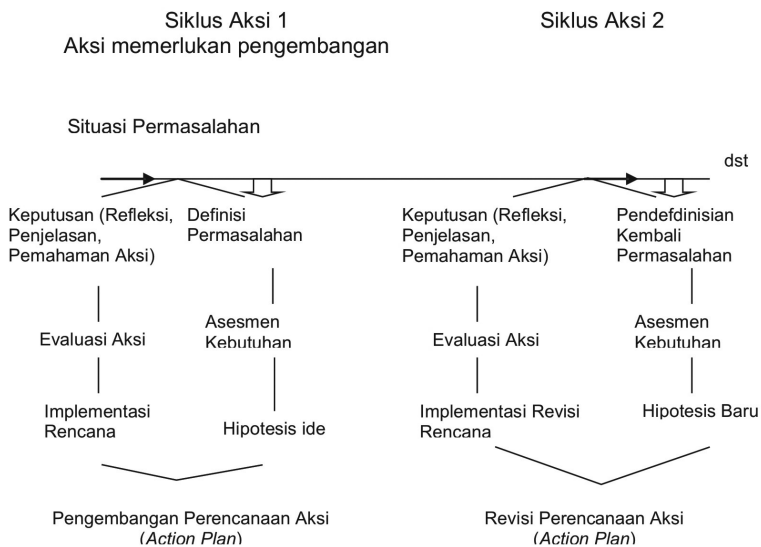 Siklus Aksi 1
Aksi memerlukan pengembangan
Siklus Aksi 2
Situasi Permasalahan
dst
Keputusan (Refleksi,
Penjelasan,
Pemahaman Aksi)
Definisi
Permasalahan
Keputusan (Refleksi,
Penjelasan,
Pemahaman Aksi)
Pendefdinisian
Kembali
Permasalahan
Evaluasi Aksi
Asesmen
Kebutuhan
Evaluasi Aksi
Asesmen
Kebutuhan
Implementasi
Rencana
Hipotesis ide
Implementasi Revisi
Rencana
Hipotesis Baru
Pengembangan Perencanaan Aksi
(Action Plan)
Revisi Perencanaan Aksi
(Action Plan)